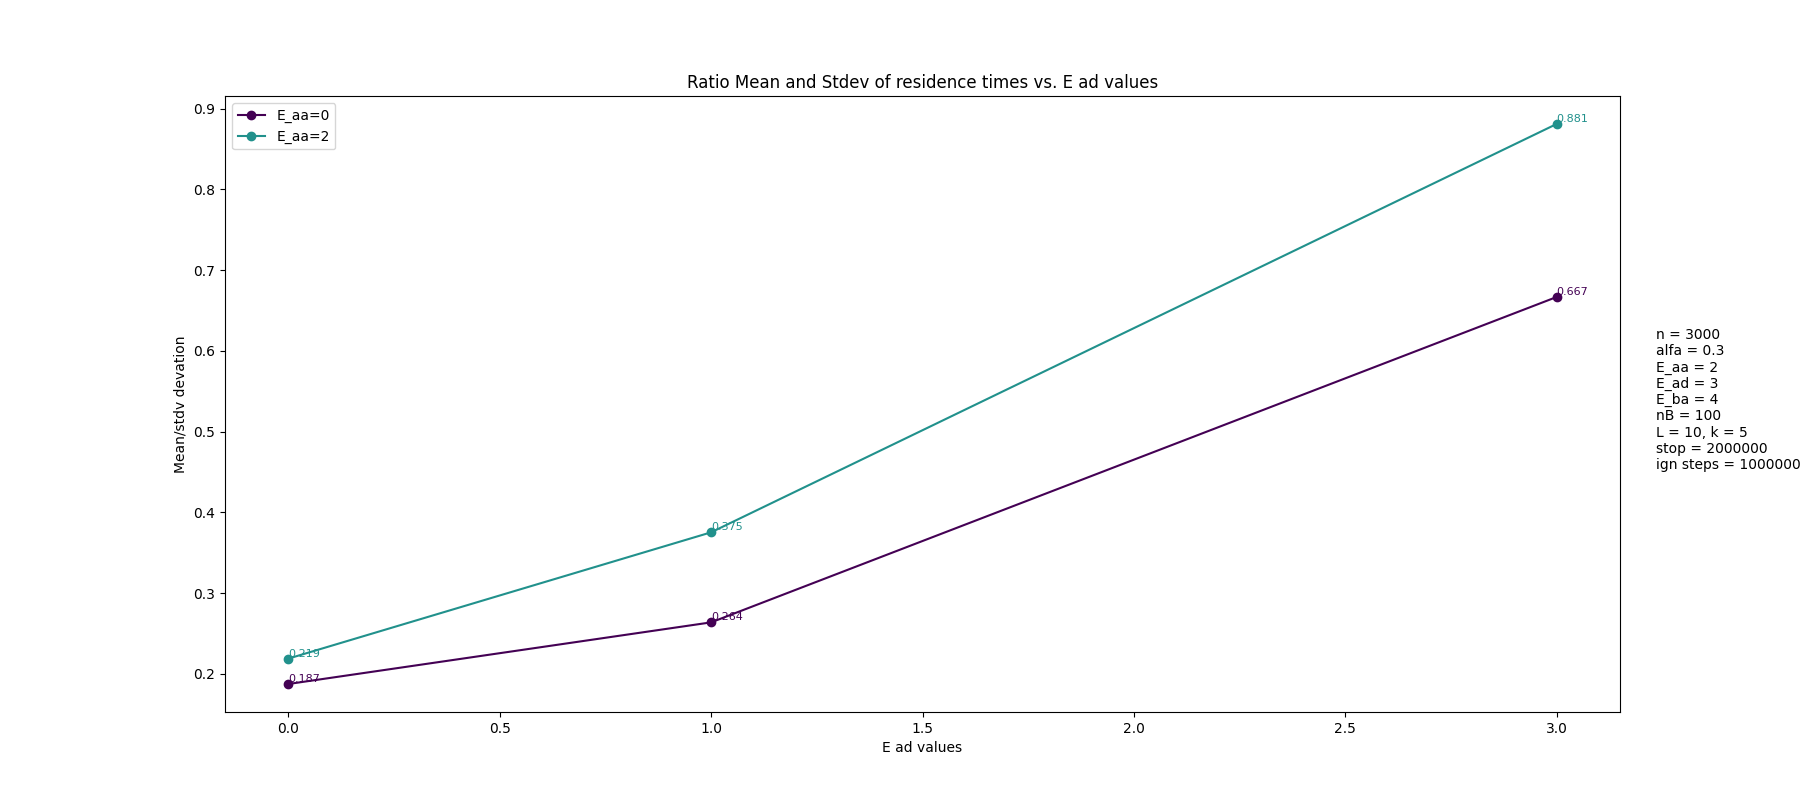 Ratio Mean and Stdev of residence times vs. E ad values
E_aa=0
E_aa=2
0.9
0.8
0.7
0.6
0.5
0.4
0.3
0.2
Mean/stdv devation
0.881
0.667
0.375
0.264
0.219
0.187
0.0
0.5
1.0
1.5
2.0
2.5
3.0
E ad values
n = 3000
alfa = 0.3
E_aa = 2
E_ad = 3
E_ba = 4
nB = 100
L = 10, k = 5
stop = 2000000
ign steps = 1000000